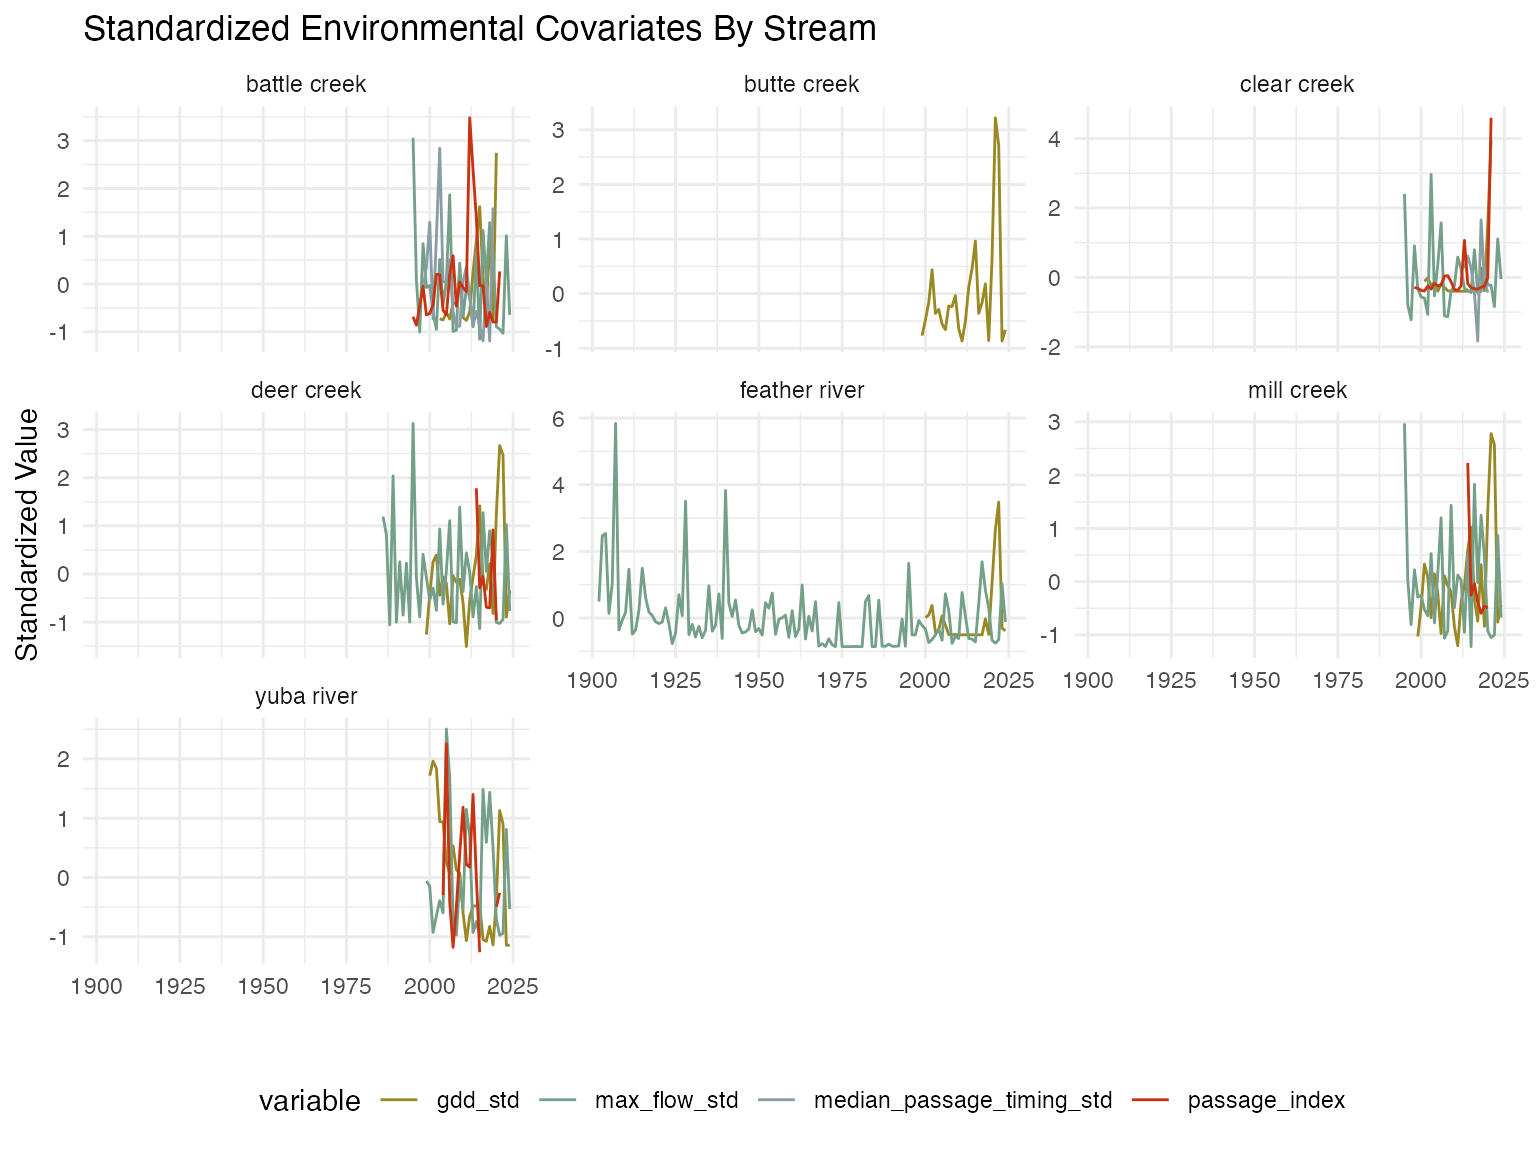 Standardized Environmental Covariates By Stream
battle creek
butte creek
clear creek
3
2
1
0
-1
3
2
1
0
-1
4
2
0
-2
deer creek
feather river
mill creek
Standardized Value
3
2
1
0
-1
6
4
2
0
3
2
1
0
-1
1900 1925 1950 1975 2000 2025
1900 1925 1950 1975 2000 2025
yuba river
2
1
0
-1
1900 1925 1950 1975 2000 2025
variable gdd_std max_flow_std median_passage_timing_std passage_index